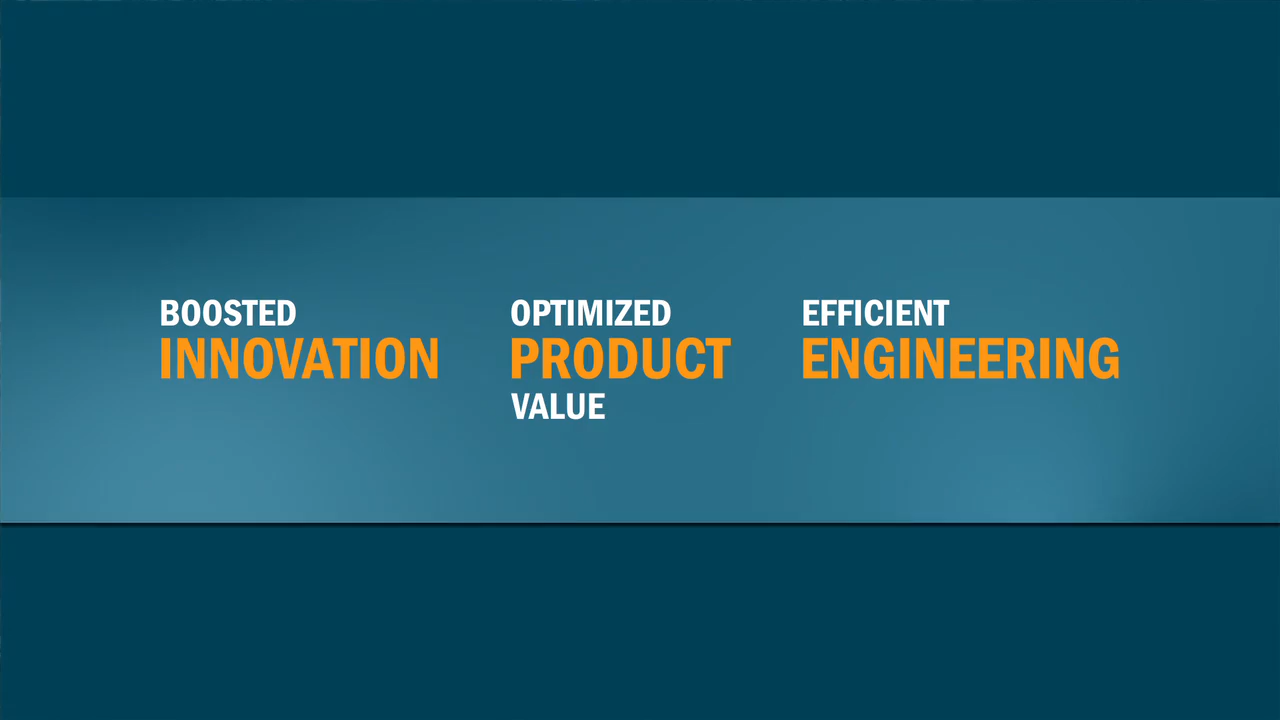 BOOSTED
INNOVATION
OPTIMIZED
PRODUCT
VALUE
EFFICIENT
ENGINEERING